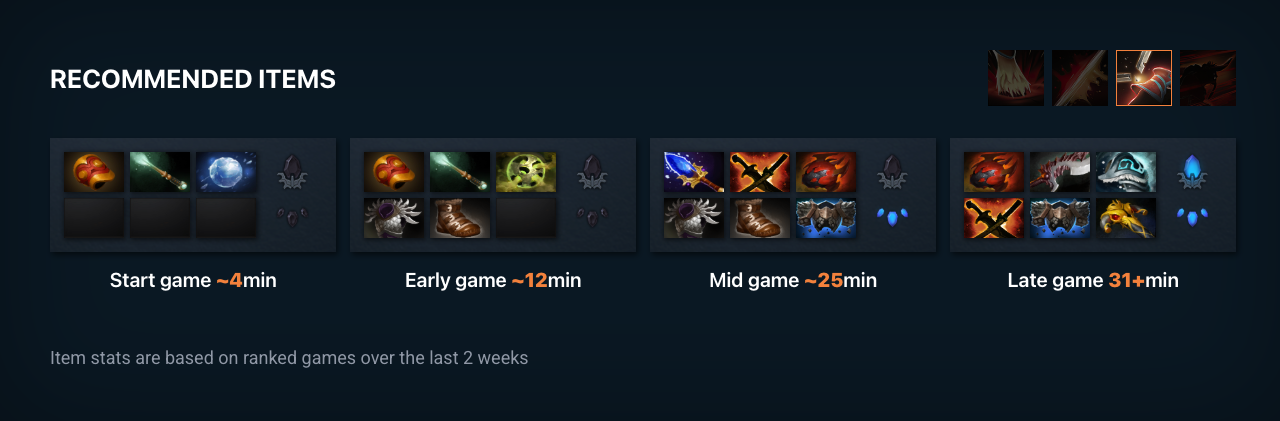 RECOMMENDED ITEMS
Start game ~4min
Early game ~12min
Mid game ~25min
Late game 31+min
Item stats are based on ranked games over the last 2 weeks